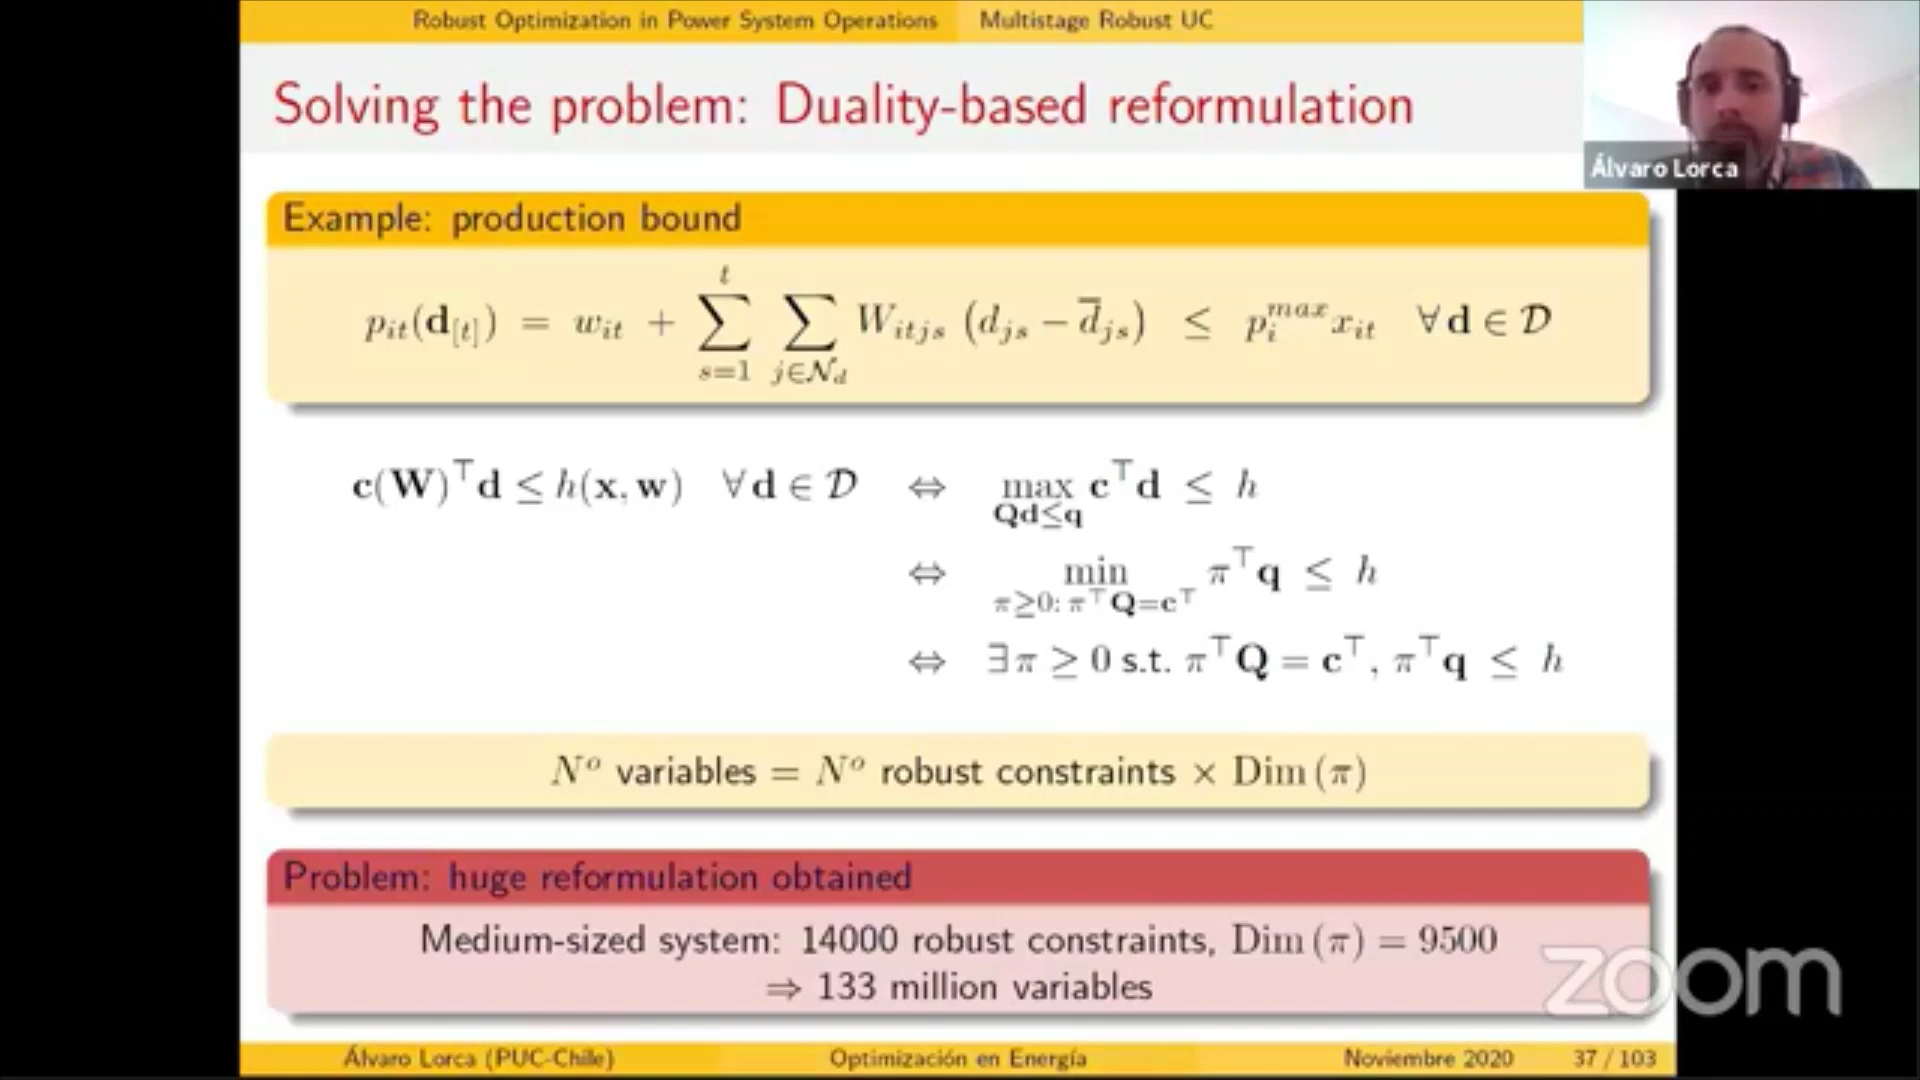 Robust Optimization in Power System Operations Multistage Robust UC
Solving the problem: Duality-based reformulation
Álvaro Lorca
Example: production bound
p_{it}(𝐝_{[t]}) = w_{it} + ∑_{s=1}^{t} ∑_{j∈𝒩_d} W_{itjs} (d_{js} − d̅_{js}) ≤ p_i^{max} x_{it} ∀ 𝐝 ∈ 𝒟
𝐜(𝐖)^⊤𝐝 ≤ h(𝐱, 𝐰) ∀ 𝐝 ∈ 𝒟 ⇔ max_{𝐐𝐝≤𝐪} 𝐜^⊤𝐝 ≤ h
⇔ min_{π≥0: π^⊤𝐐=𝐜^⊤} π^⊤𝐪 ≤ h
⇔ ∃ π ≥ 0 s.t. π^⊤𝐐 = 𝐜^⊤, π^⊤𝐪 ≤ h
N^o variables = N^o robust constraints × Dim (π)
Problem: huge reformulation obtained
Medium-sized system: 14000 robust constraints, Dim (π) = 9500
⇒ 133 million variables
zoom
Álvaro Lorca (PUC-Chile) Optimización en Energía Noviembre 2020 37 / 103